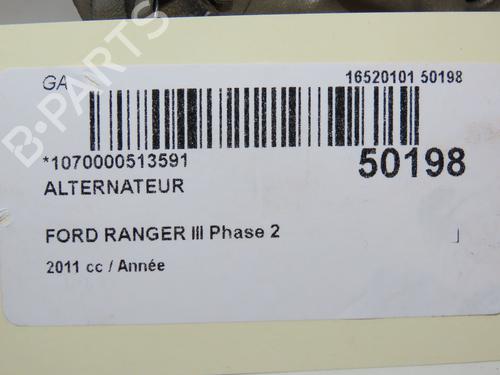 GA
16520101 50198
*1070000513591
50198
ALTERNATEUR
FORD RANGER III Phase 2
2011 cc / Année
B-PARTS